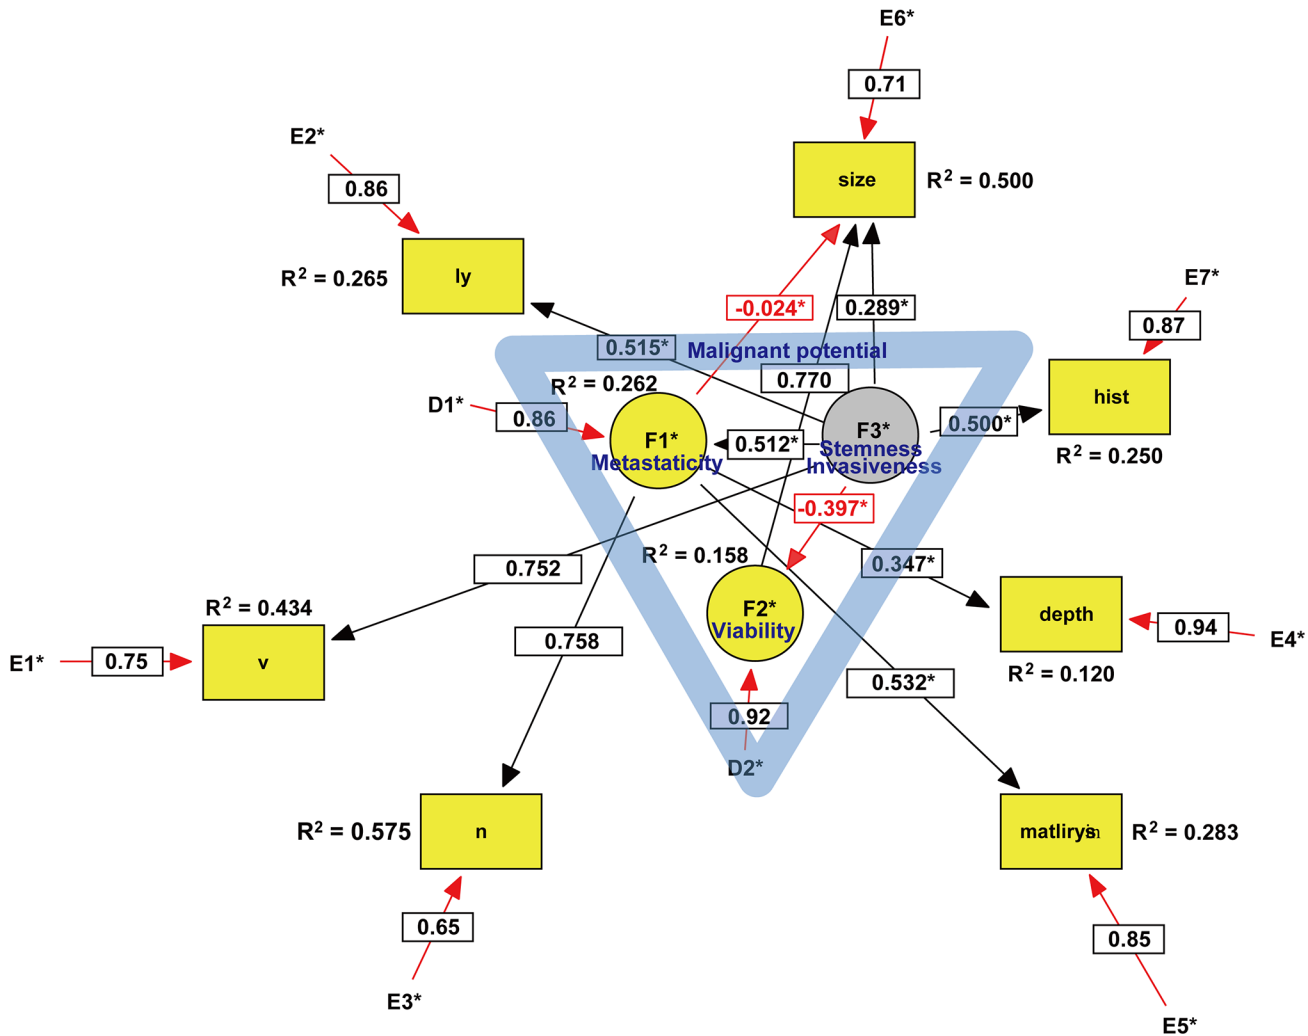 E6*
0.71
size
R² = 0.500
E2*
0.86
ly
R² = 0.265
E7*
0.87
hist
R² = 0.250
-0.024*
0.289*
0.515*
Malignant potential
0.770
R² = 0.262
D1*
0.86
F1*
Metastaticity
0.512*
F3*
Stemness
Invasiveness
0.500*
-0.397*
R² = 0.158
0.347*
0.752
F2*
Viability
R² = 0.434
depth
0.94
E4*
R² = 0.120
E1*
0.75
v
0.758
0.532*
0.92
D2*
R² = 0.575
n
R² = 0.283
0.65
0.85
E3*
E5*